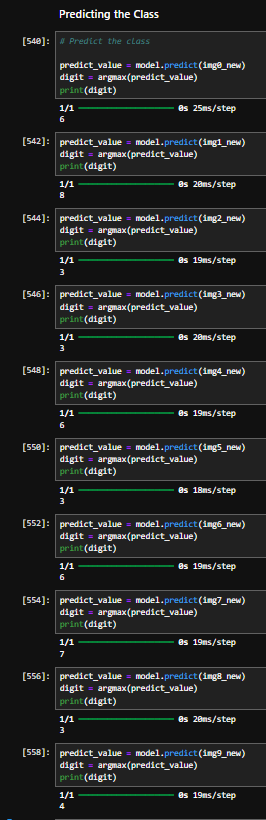 Predicting the Class
[540]: # Predict the class
predict_value = model.predict(img0_new)
digit = argmax(predict_value)
print(digit)
1/1 0s 25ms/step
6
[542]: predict_value = model.predict(img1_new)
digit = argmax(predict_value)
print(digit)
1/1 0s 20ms/step
8
[544]: predict_value = model.predict(img2_new)
digit = argmax(predict_value)
print(digit)
1/1 0s 19ms/step
3
[546]: predict_value = model.predict(img3_new)
digit = argmax(predict_value)
print(digit)
1/1 0s 20ms/step
3
[548]: predict_value = model.predict(img4_new)
digit = argmax(predict_value)
print(digit)
1/1 0s 19ms/step
6
[550]: predict_value = model.predict(img5_new)
digit = argmax(predict_value)
print(digit)
1/1 0s 18ms/step
3
[552]: predict_value = model.predict(img6_new)
digit = argmax(predict_value)
print(digit)
1/1 0s 19ms/step
6
[554]: predict_value = model.predict(img7_new)
digit = argmax(predict_value)
print(digit)
1/1 0s 19ms/step
7
[556]: predict_value = model.predict(img8_new)
digit = argmax(predict_value)
print(digit)
1/1 0s 20ms/step
3
[558]: predict_value = model.predict(img9_new)
digit = argmax(predict_value)
print(digit)
1/1 0s 19ms/step
4